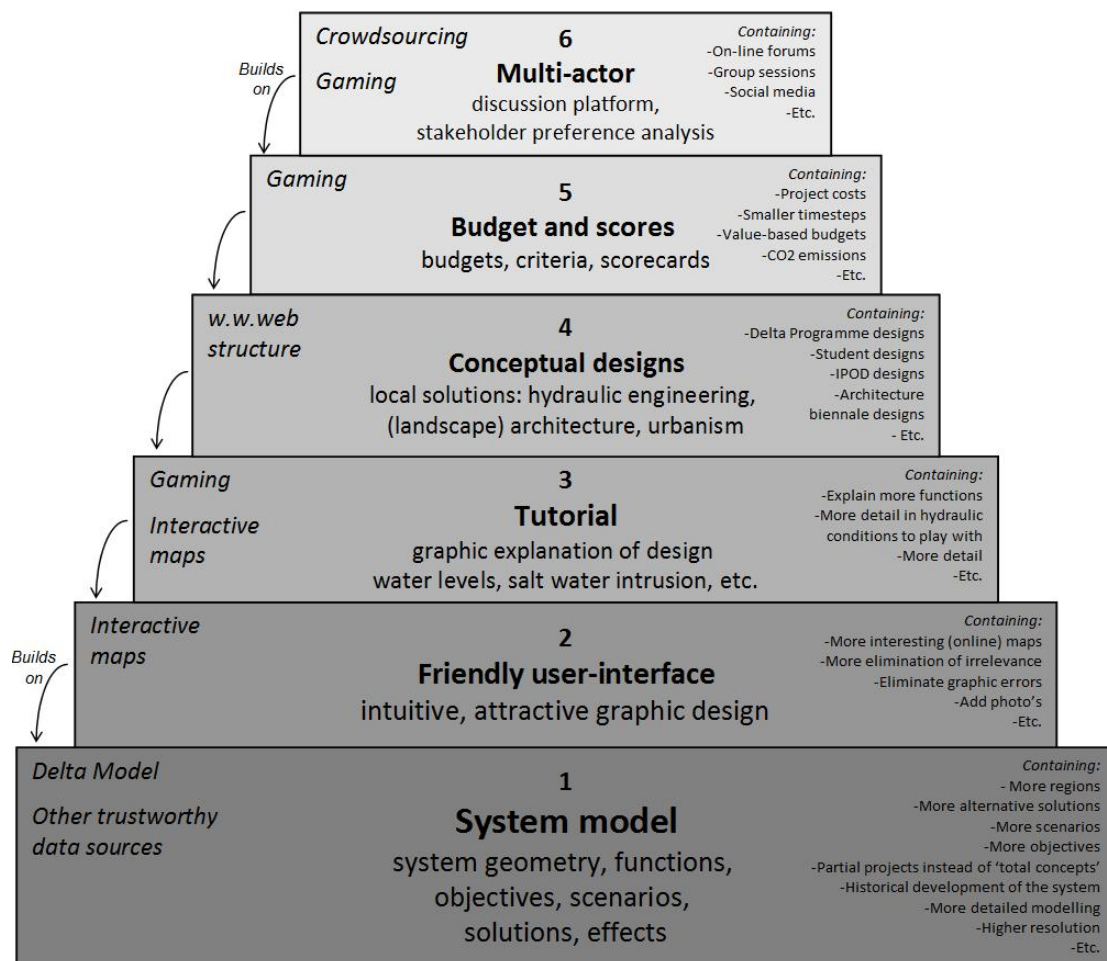 Builds
on
Crowdsourcing
Gaming
6
Multi-actor
discussion platform,
stakeholder preference analysis
Containing:
-On-line forums
-Group sessions
-Social media
-Etc.
Gaming
5
Budget and scores
budgets, criteria, scorecards
Containing:
-Project costs
-Smaller timesteps
-Value-based budgets
-CO2 emissions
-Etc.
w.w.web
structure
4
Conceptual designs
local solutions: hydraulic engineering,
(landscape) architecture, urbanism
Containing:
-Delta Programme designs
-Student designs
-IPOD designs
-Architecture
biennale designs
- Etc.
Gaming
Interactive
maps
3
Tutorial
graphic explanation of design
water levels, salt water intrusion, etc.
Containing:
-Explain more functions
-More detail in hydraulic
conditions to play with
-More detail
-Etc.
Interactive
maps
2
Friendly user-interface
intuitive, attractive graphic design
Containing:
-More interesting (online) maps
-More elimination of irrelevance
-Eliminate graphic errors
-Add photo's
-Etc.
Builds
on
Delta Model
Other trustworthy
data sources
1
System model
system geometry, functions,
objectives, scenarios,
solutions, effects
Containing:
- More regions
-More alternative solutions
-More scenarios
-More objectives
-Partial projects instead of 'total concepts'
-Historical development of the system
-More detailed modelling
-Higher resolution
-Etc.